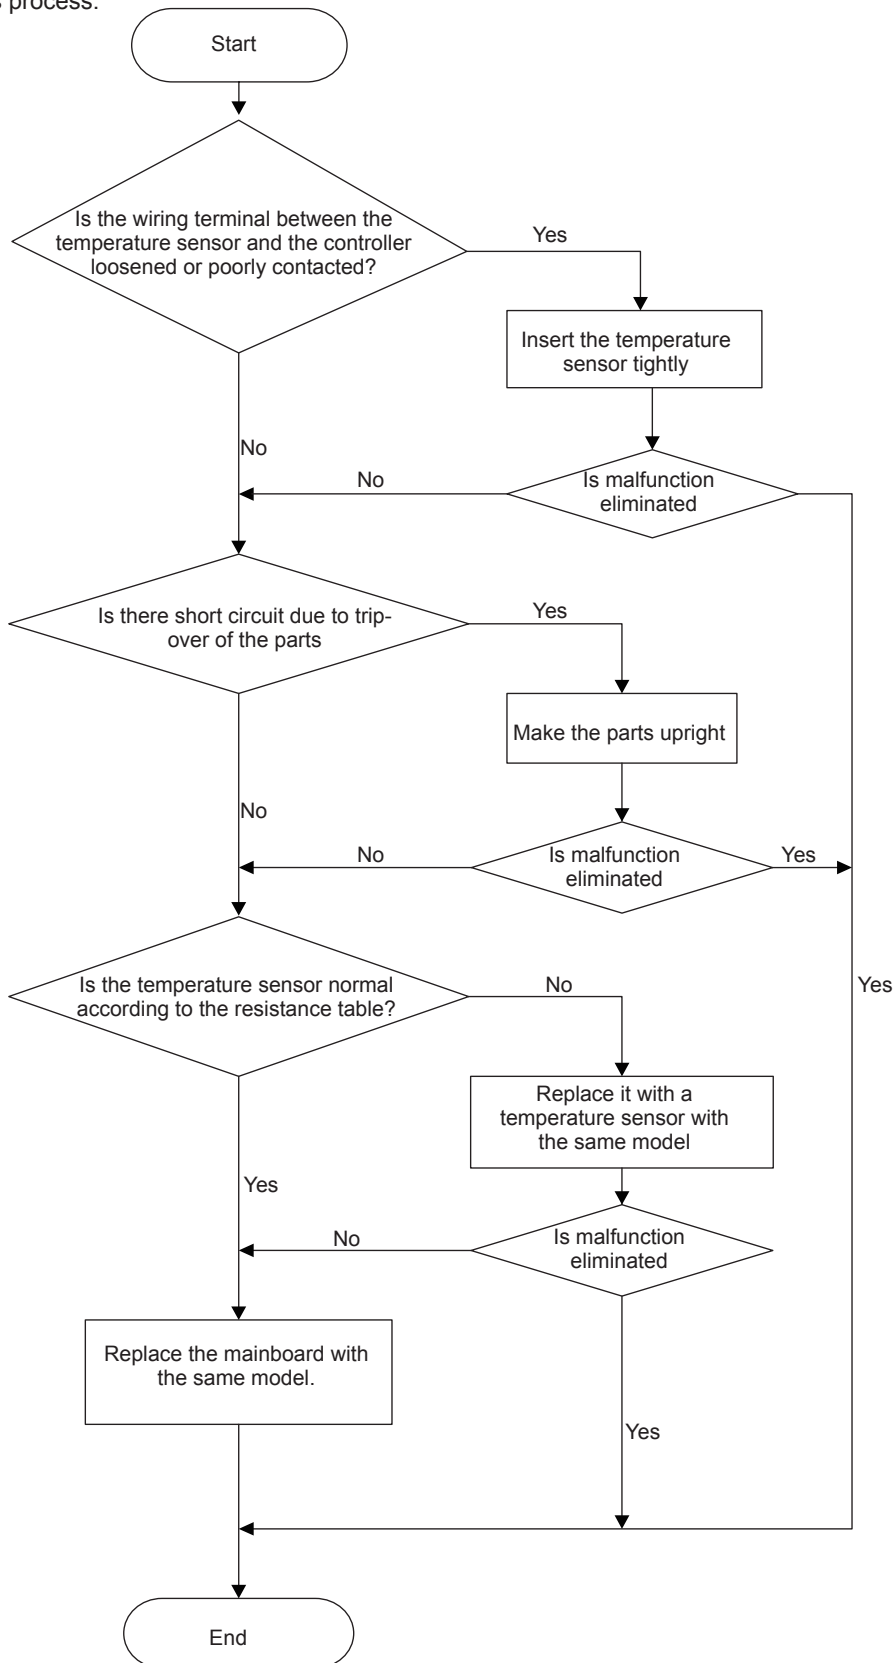 process.
Start
Is the wiring terminal between the
temperature sensor and the controller
loosened or poorly contacted?
Yes
Insert the temperature
sensor tightly
No
No
Is malfunction
eliminated
Is there short circuit due to trip-
over of the parts
Yes
Make the parts upright
No
No
Is malfunction
eliminated
Yes
Is the temperature sensor normal
according to the resistance table?
No
Yes
Replace it with a
temperature sensor with
the same model
Yes
No
Is malfunction
eliminated
Replace the mainboard with
the same model.
Yes
End